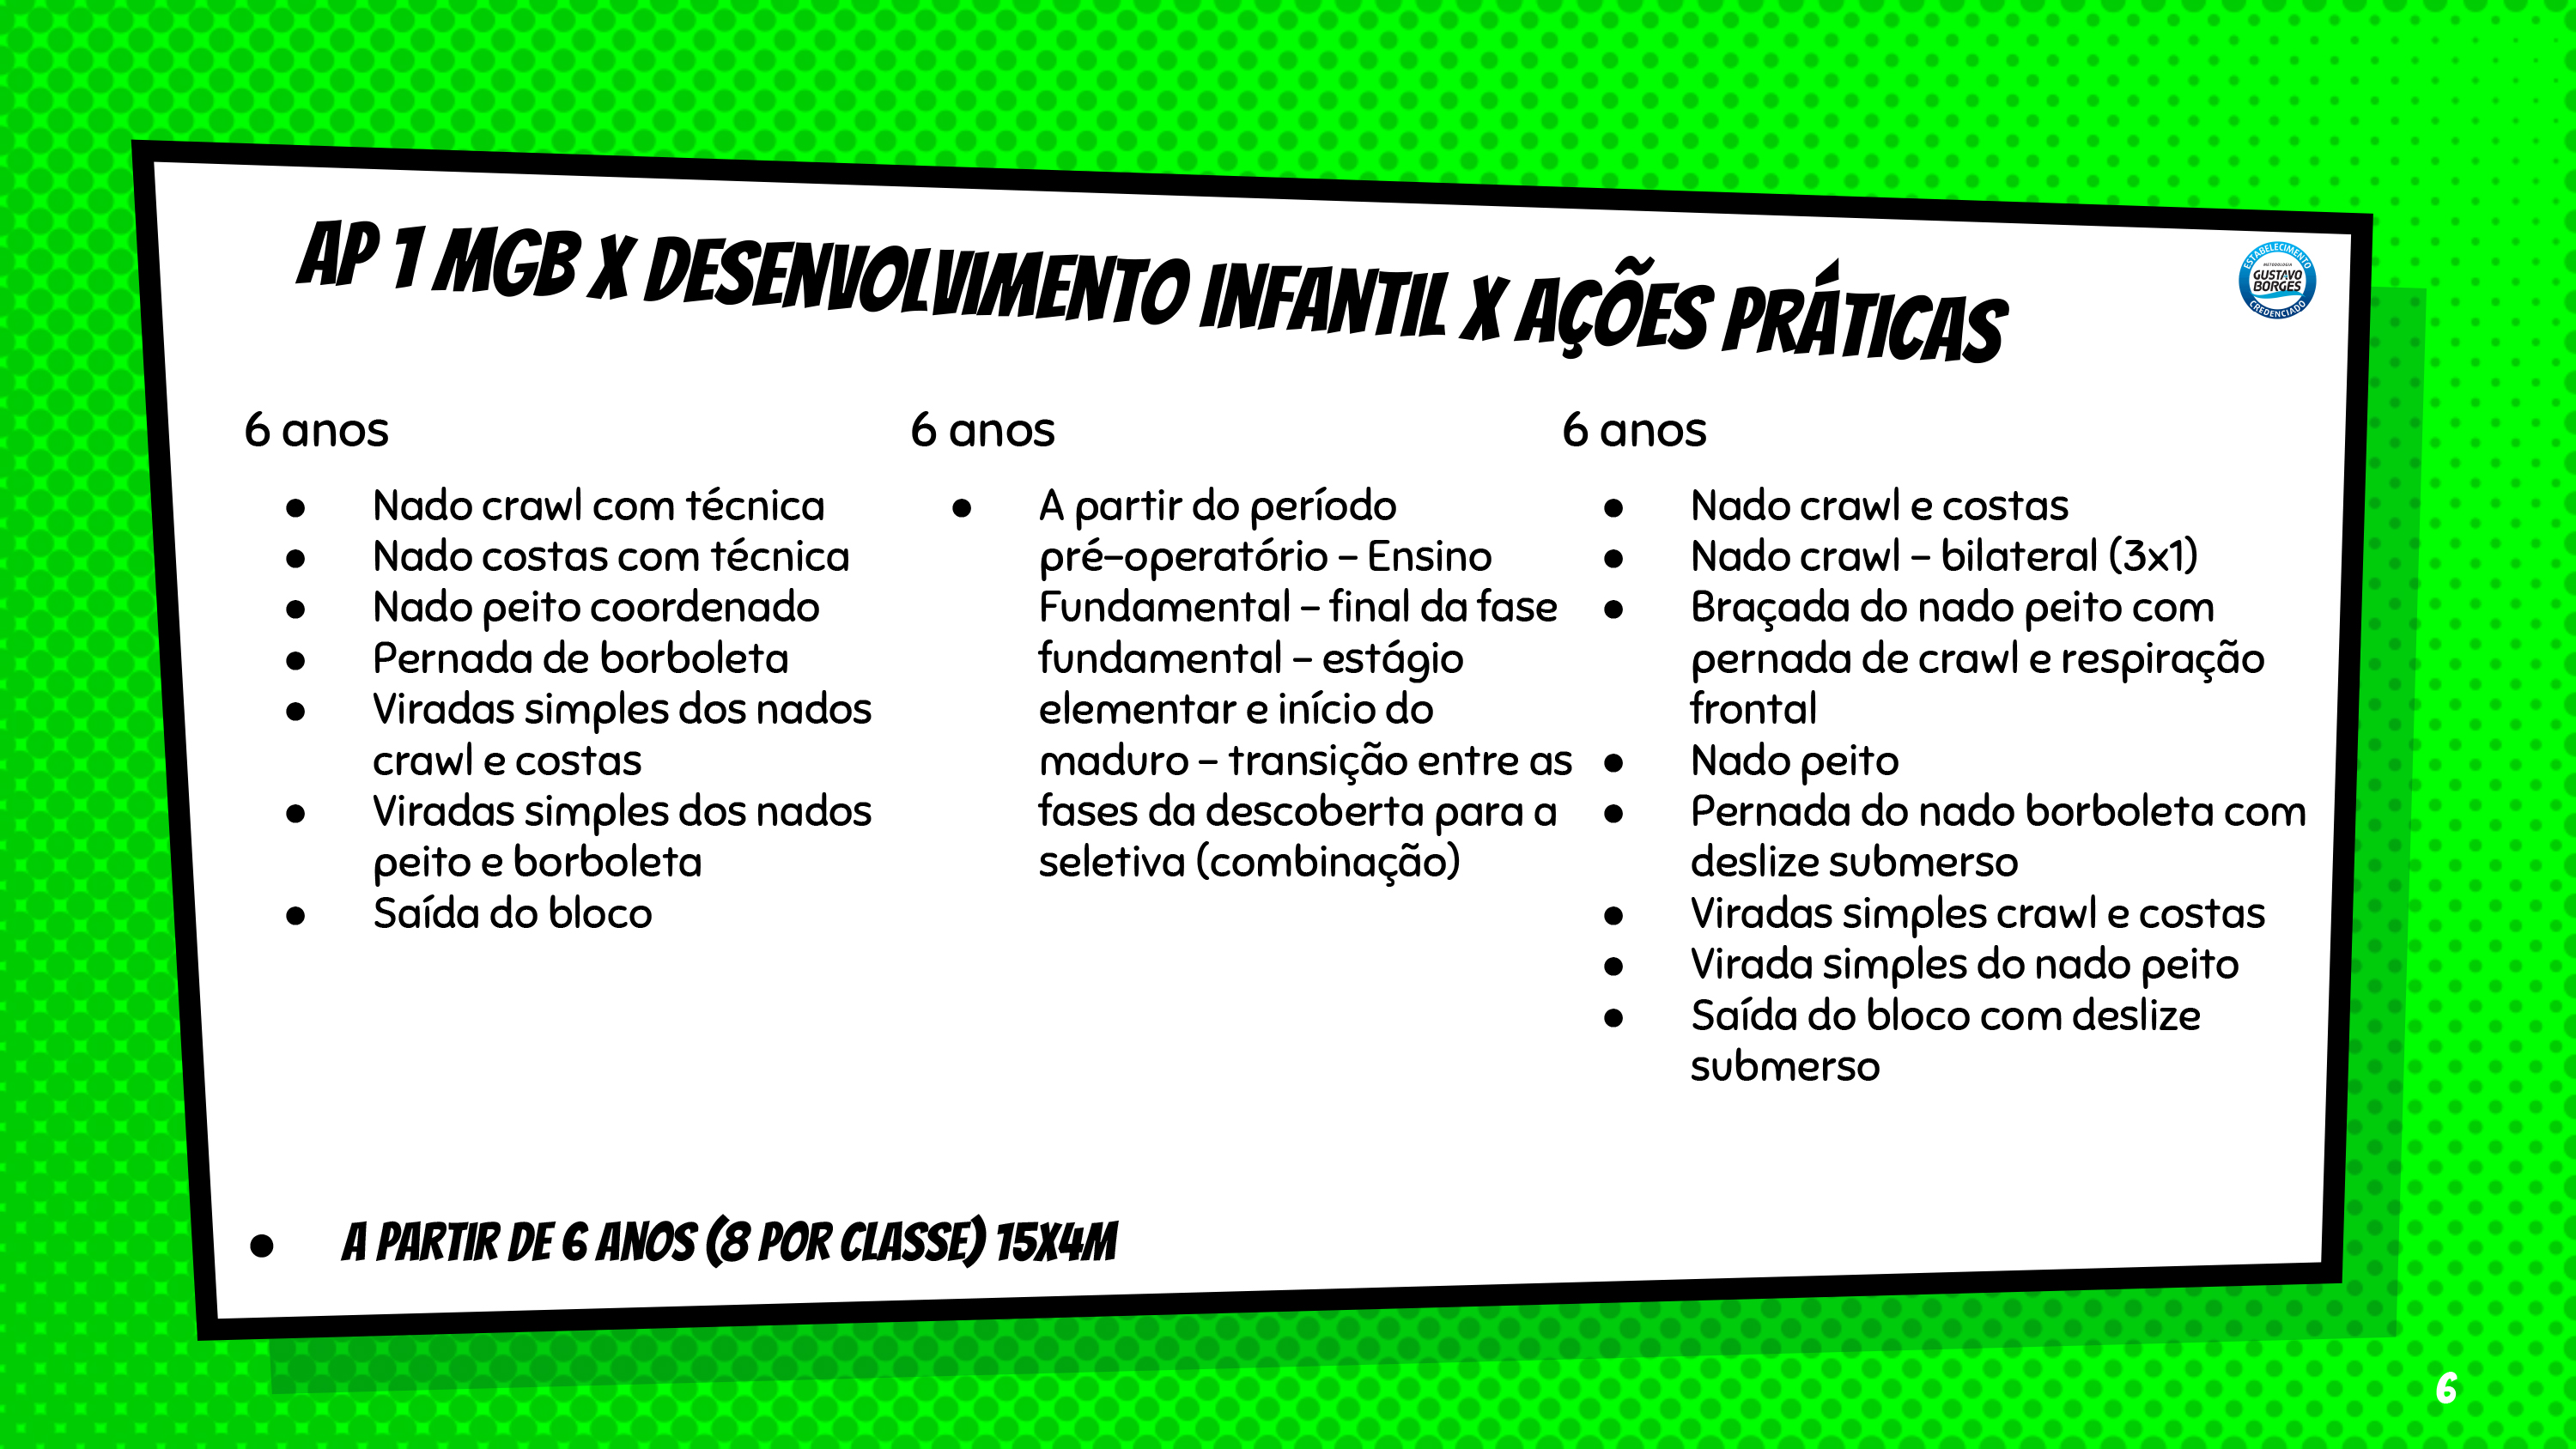 AP 1 MGB X DESENVOLVIMENTO INFANTIL X AÇÕES PRÁTICAS
ESTABELECIMENTO
METODOLOGIA
GUSTAVO
BORGES
CREDENCIADO
6 anos
● Nado crawl com técnica
● Nado costas com técnica
● Nado peito coordenado
● Pernada de borboleta
● Viradas simples dos nados
crawl e costas
● Viradas simples dos nados
peito e borboleta
● Saída do bloco
6 anos
● A partir do período
pré-operatório - Ensino
Fundamental - final da fase
fundamental - estágio
elementar e início do
maduro - transição entre as
fases da descoberta para a
seletiva (combinação)
6 anos
● Nado crawl e costas
● Nado crawl - bilateral (3x1)
● Braçada do nado peito com
pernada de crawl e respiração
frontal
● Nado peito
● Pernada do nado borboleta com
deslize submerso
● Viradas simples crawl e costas
● Virada simples do nado peito
● Saída do bloco com deslize
submerso
● A PARTIR DE 6 ANOS (8 POR CLASSE) 15X4M
6